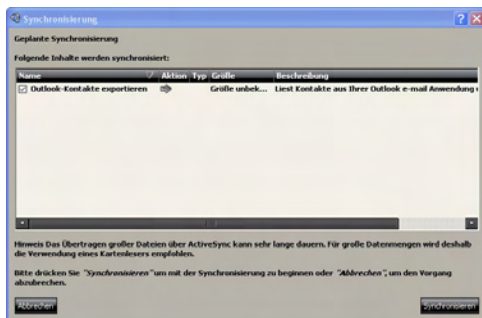 Synchronisierung
Geplante Synchronisierung
Folgende Inhalte werden synchronisiert:
Name Aktion Typ Größe Beschreibung
Outlook-Kontakte exportieren Größe unbek... Liest Kontakte aus Ihrer Outlook e-mail Anwendung
Hinweis Das Übertragen großer Dateien über ActiveSync kann sehr lange dauern. Für große Datenmengen wird deshalb
die Verwendung eines Kartenlesers empfohlen.
Bitte drücken Sie "Synchronisieren" um mit der Synchronisierung zu beginnen oder "Abbrechen", um den Vorgang
abzubrechen.
Abbrechen Synchronisieren